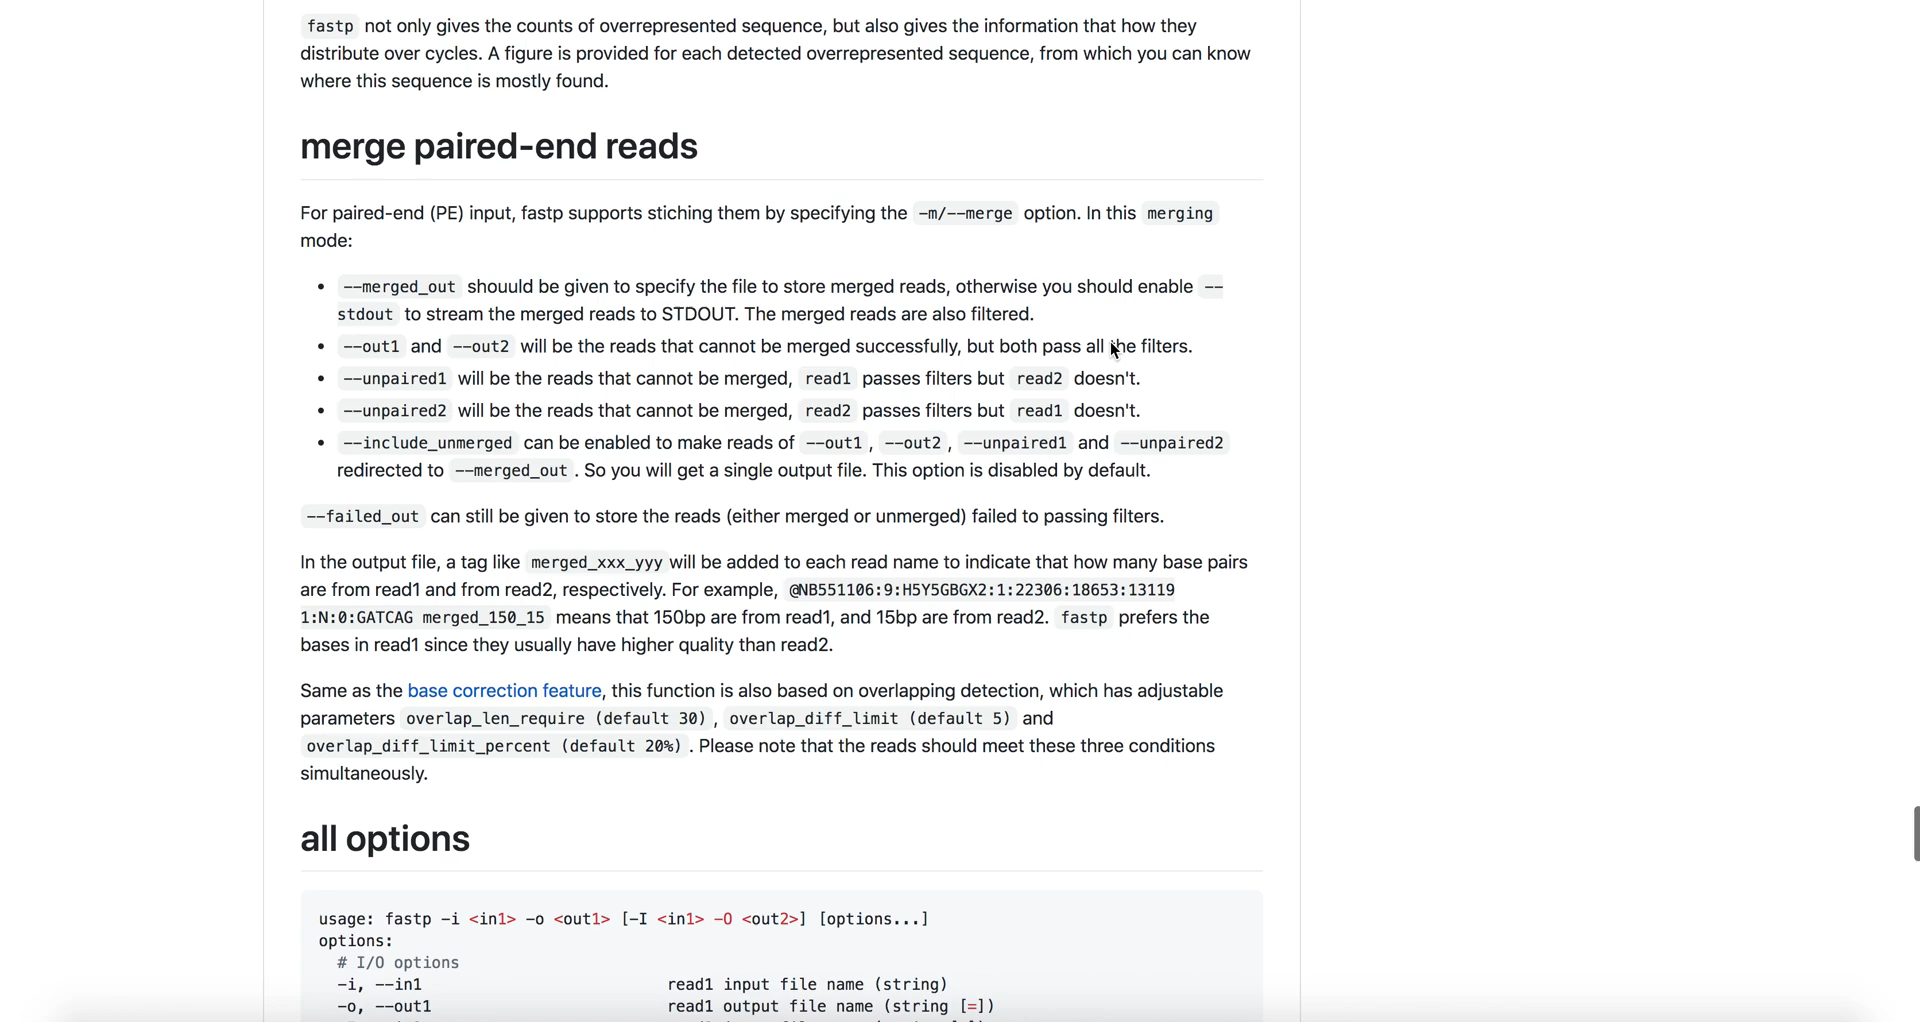 fastp not only gives the counts of overrepresented sequence, but also gives the information that how they
distribute over cycles. A figure is provided for each detected overrepresented sequence, from which you can know
where this sequence is mostly found.
merge paired-end reads
For paired-end (PE) input, fastp supports stiching them by specifying the -m/--merge option. In this merging
mode:
• --merged_out shouuld be given to specify the file to store merged reads, otherwise you should enable --
stdout to stream the merged reads to STDOUT. The merged reads are also filtered.
• --out1 and --out2 will be the reads that cannot be merged successfully, but both pass all the filters.
• --unpaired1 will be the reads that cannot be merged, read1 passes filters but read2 doesn't.
• --unpaired2 will be the reads that cannot be merged, read2 passes filters but read1 doesn't.
• --include_unmerged can be enabled to make reads of --out1, --out2, --unpaired1 and --unpaired2
redirected to --merged_out. So you will get a single output file. This option is disabled by default.
--failed_out can still be given to store the reads (either merged or unmerged) failed to passing filters.
In the output file, a tag like merged_xxx_yyy will be added to each read name to indicate that how many base pairs
are from read1 and from read2, respectively. For example, @NB551106:9:H5Y5GBGX2:1:22306:18653:13119
1:N:0:GATCAG merged_150_15 means that 150bp are from read1, and 15bp are from read2. fastp prefers the
bases in read1 since they usually have higher quality than read2.
Same as the base correction feature, this function is also based on overlapping detection, which has adjustable
parameters overlap_len_require (default 30), overlap_diff_limit (default 5) and
overlap_diff_limit_percent (default 20%). Please note that the reads should meet these three conditions
simultaneously.
all options
usage: fastp -i <in1> -o <out1> [-I <in1> -O <out2>] [options...]
options:
# I/O options
-i, --in1 read1 input file name (string)
-o, --out1 read1 output file name (string [=])